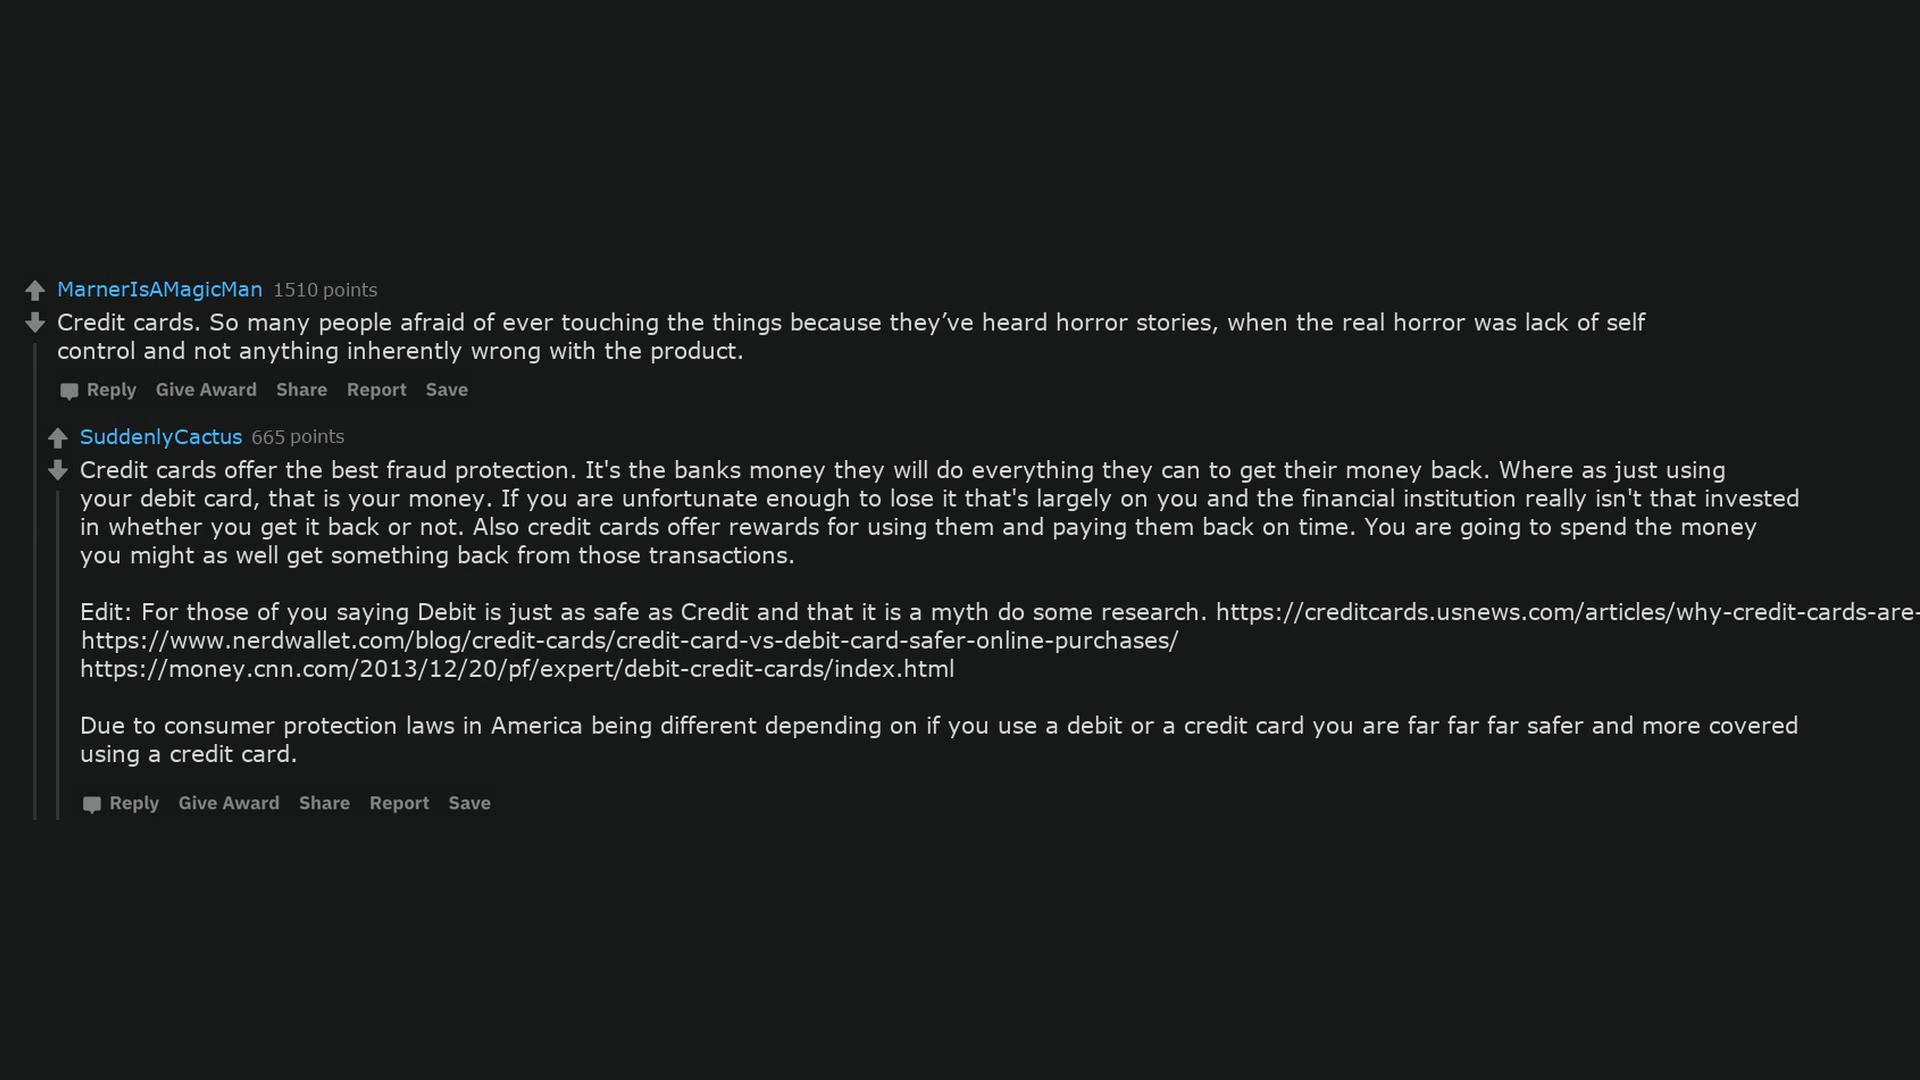 MarnerIsAMagicMan 1510 points
Credit cards. So many people afraid of ever touching the things because they’ve heard horror stories, when the real horror was lack of self
control and not anything inherently wrong with the product.
Reply Give Award Share Report Save
SuddenlyCactus 665 points
Credit cards offer the best fraud protection. It's the banks money they will do everything they can to get their money back. Where as just using
your debit card, that is your money. If you are unfortunate enough to lose it that's largely on you and the financial institution really isn't that invested
in whether you get it back or not. Also credit cards offer rewards for using them and paying them back on time. You are going to spend the money
you might as well get something back from those transactions.
Edit: For those of you saying Debit is just as safe as Credit and that it is a myth do some research. https://creditcards.usnews.com/articles/why-credit-cards-are-
https://www.nerdwallet.com/blog/credit-cards/credit-card-vs-debit-card-safer-online-purchases/
https://money.cnn.com/2013/12/20/pf/expert/debit-credit-cards/index.html
Due to consumer protection laws in America being different depending on if you use a debit or a credit card you are far far far safer and more covered
using a credit card.
Reply Give Award Share Report Save